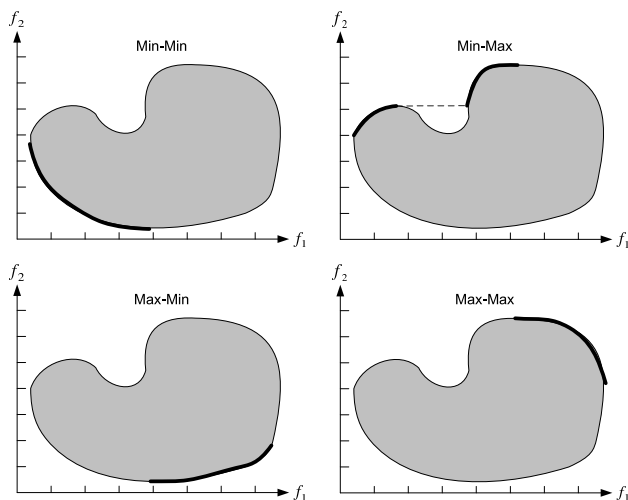 f₂
Min-Min
f₁
f₂
Min-Max
f₁
f₂
Max-Min
f₁
f₂
Max-Max
f₁